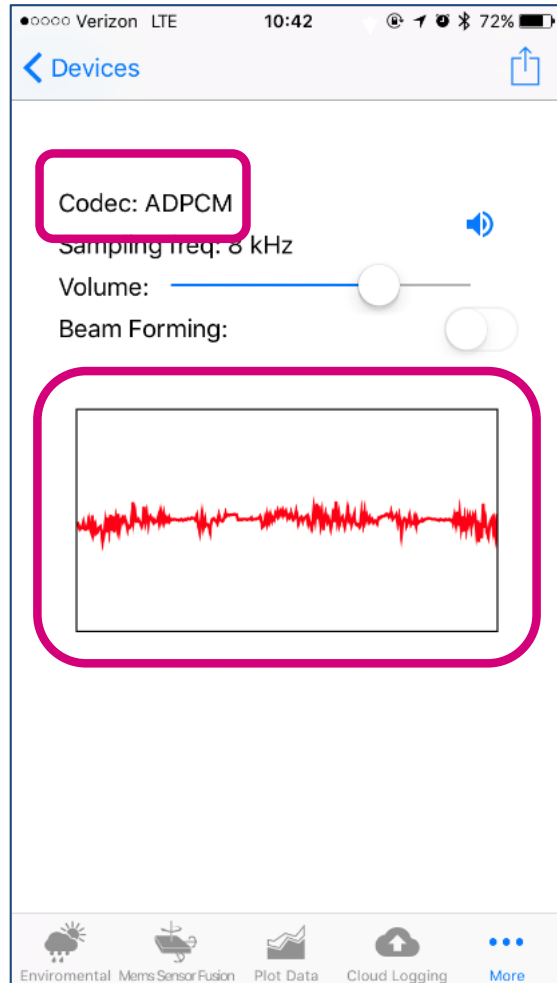 Verizon LTE 10:42 72%
Devices
Codec: ADPCM
Sampling freq: 8 kHz
Volume:
Beam Forming:
Enviromental Mems Sensor Fusion Plot Data Cloud Logging More